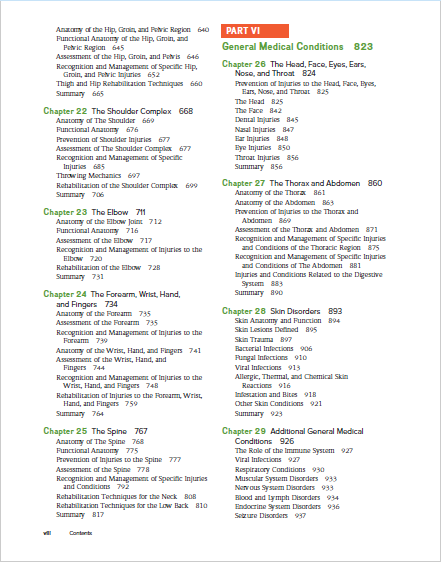 Anatomy of the Hip, Groin, and Pelvic Region 640
Functional Anatomy of the Hip, Groin, and
Pelvic Region 645
Assessment of the Hip, Groin, and Pelvis 646
Recognition and Management of Specific Hip,
Groin, and Pelvic Injuries 652
Thigh and Hip Rehabilitation Techniques 660
Summary 665
Chapter 22 The Shoulder Complex 668
Anatomy of The Shoulder 669
Functional Anatomy 676
Prevention of Shoulder Injuries 677
Assessment of The Shoulder Complex 677
Recognition and Management of Specific
Injuries 685
Throwing Mechanics 697
Rehabilitation of the Shoulder Complex 699
Summary 706
Chapter 23 The Elbow 711
Anatomy of the Elbow Joint 712
Functional Anatomy 716
Assessment of the Elbow 717
Recognition and Management of Injuries to the
Elbow 720
Rehabilitation of the Elbow 728
Summary 731
Chapter 24 The Forearm, Wrist, Hand,
and Fingers 734
Anatomy of the Forearm 735
Assessment of the Forearm 735
Recognition and Management of Injuries to the
Forearm 739
Anatomy of the Wrist, Hand, and Fingers 741
Assessment of the Wrist, Hand, and
Fingers 744
Recognition and Management of Injuries to the
Wrist, Hand, and Fingers 748
Rehabilitation of Injuries to the Forearm, Wrist,
Hand, and Fingers 759
Summary 764
Chapter 25 The Spine 767
Anatomy of The Spine 768
Functional Anatomy 775
Prevention of Injuries to the Spine 777
Assessment of the Spine 778
Recognition and Management of Specific Injuries
and Conditions 792
Rehabilitation Techniques for the Neck 808
Rehabilitation Techniques for the Low Back 810
Summary 817
PART VI
General Medical Conditions 823
Chapter 26 The Head, Face, Eyes, Ears,
Nose, and Throat 824
Prevention of Injuries to the Head, Face, Eyes,
Ears, Nose, and Throat 825
The Head 825
The Face 842
Dental Injuries 845
Nasal Injuries 847
Ear Injuries 848
Eye Injuries 850
Throat Injuries 856
Summary 856
Chapter 27 The Thorax and Abdomen 860
Anatomy of the Thorax 861
Anatomy of the Abdomen 863
Prevention of Injuries to the Thorax and
Abdomen 869
Assessment of the Thorax and Abdomen 871
Recognition and Management of Specific Injuries
and Conditions of the Thoracic Region 875
Recognition and Management of Specific Injuries
and Conditions of The Abdomen 881
Injuries and Conditions Related to the Digestive
System 883
Summary 890
Chapter 28 Skin Disorders 893
Skin Anatomy and Function 894
Skin Lesions Defined 895
Skin Trauma 897
Bacterial Infections 906
Fungal Infections 910
Viral Infections 913
Allergic, Thermal, and Chemical Skin
Reactions 916
Infestation and Bites 918
Other Skin Conditions 921
Summary 923
Chapter 29 Additional General Medical
Conditions 926
The Role of the Immune System 927
Viral Infections 927
Respiratory Conditions 930
Muscular System Disorders 933
Nervous System Disorders 933
Blood and Lymph Disorders 934
Endocrine System Disorders 936
Seizure Disorders 937
viii Contents